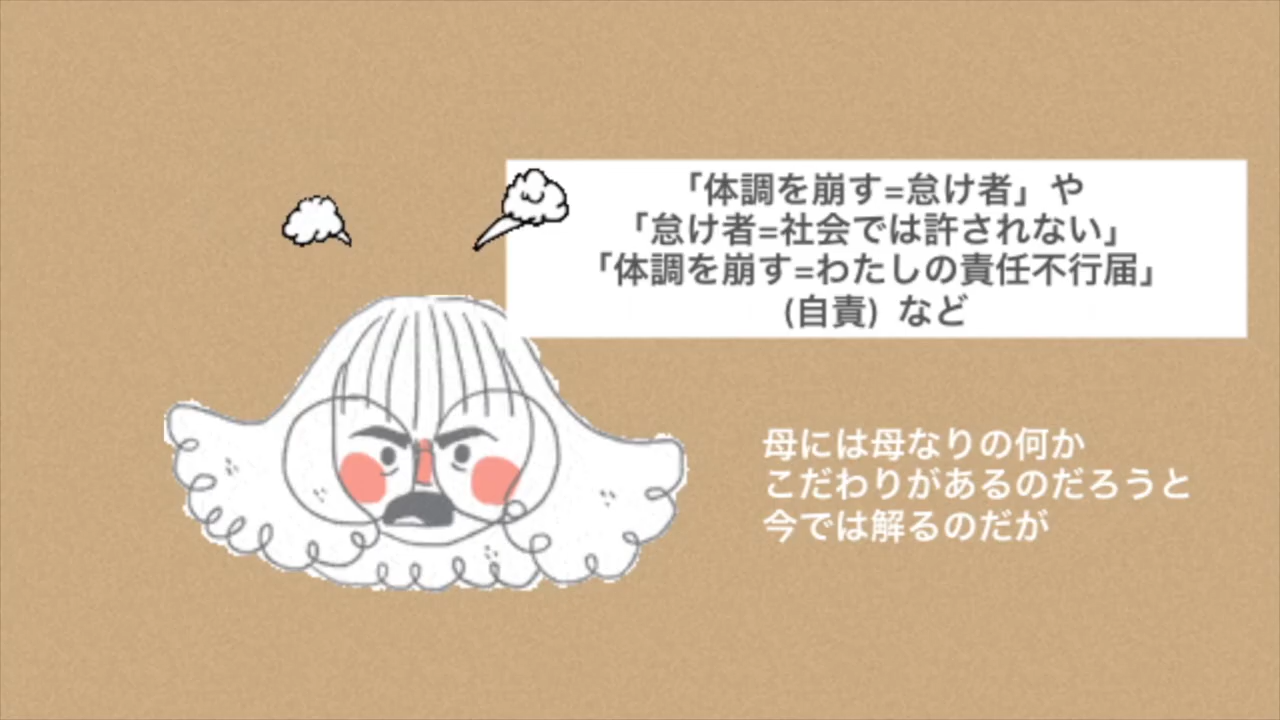 「体調を崩す=怠け者」や
「怠け者=社会では許されない」
「体調を崩す=わたしの責任不行届」
(自責) など
母には母なりの何か
こだわりがあるのだろうと
今では解るのだが